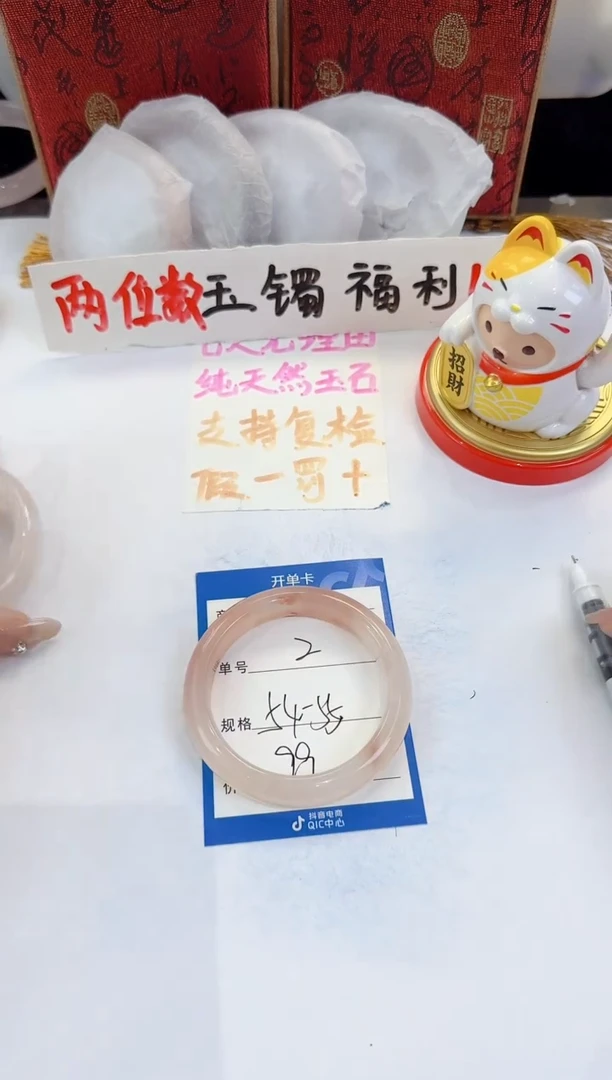 两位数玉镯 福利!
纯天然玉石
支持复检
假一罚十
招財
开单卡
单号 2
规格 54-55
99
抖音电商
QIC中心